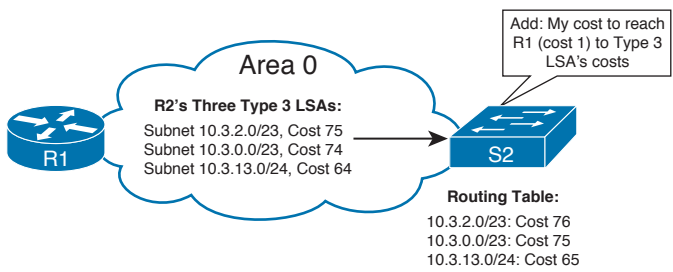 Add: My cost to reach
R1 (cost 1) to Type 3
LSA's costs
Area 0
R2's Three Type 3 LSAs:
Subnet 10.3.2.0/23, Cost 75
Subnet 10.3.0.0/23, Cost 74
Subnet 10.3.13.0/24, Cost 64
R1
S2
Routing Table:
10.3.2.0/23: Cost 76
10.3.0.0/23: Cost 75
10.3.13.0/24: Cost 65